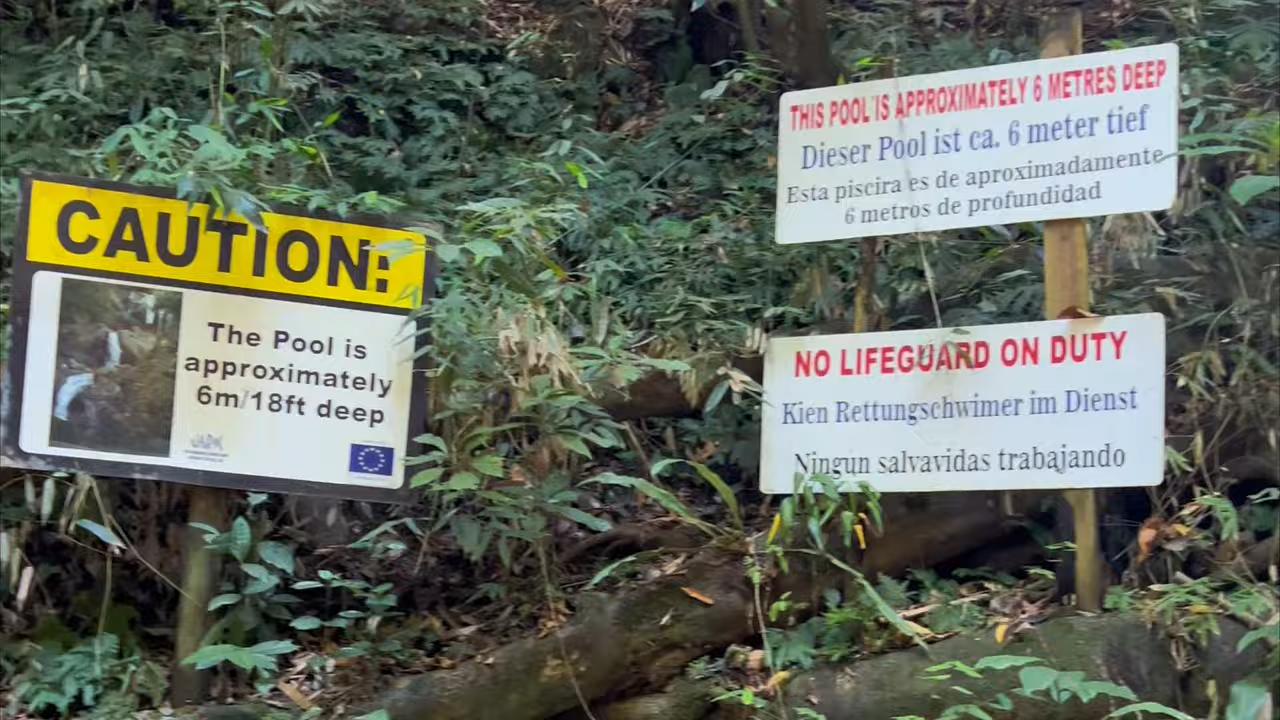 CAUTION:
The Pool is
approximately
6m/18ft deep
THIS POOL IS APPROXIMATELY 6 METRES DEEP
Dieser Pool ist ca. 6 meter tief
Esta piscira es de aproximadamente
6 metros de profundidad
NO LIFEGUARD ON DUTY
Kien Rettungschwimer im Dienst
Ningun salvavidas trabajando